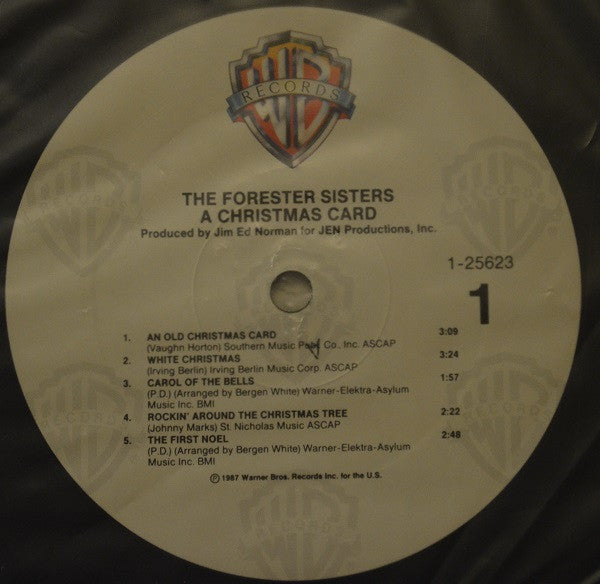 WB
RECORDS
THE FORESTER SISTERS
A CHRISTMAS CARD
Produced by Jim Ed Norman for JEN Productions, Inc.
1-25623
1
1. AN OLD CHRISTMAS CARD 3:09
(Vaughn Horton) Southern Music Pub. Co., Inc. ASCAP
2. WHITE CHRISTMAS 3:24
(Irving Berlin) Irving Berlin Music Corp. ASCAP
3. CAROL OF THE BELLS 1:57
(P.D.) (Arranged by Bergen White) Warner-Elektra-Asylum
Music Inc. BMI
4. ROCKIN' AROUND THE CHRISTMAS TREE 2:22
(Johnny Marks) St. Nicholas Music ASCAP
5. THE FIRST NOEL 2:48
(P.D.) (Arranged by Bergen White) Warner-Elektra-Asylum
Music Inc. BMI
℗ 1987 Warner Bros. Records Inc. for the U.S.